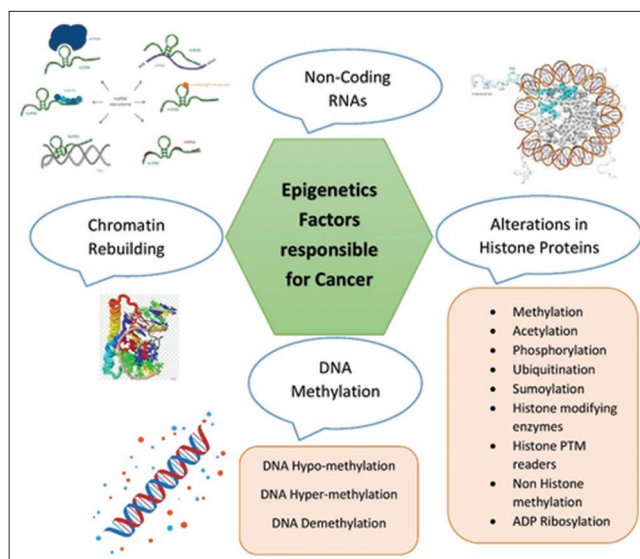 Non-Coding
RNAs
Epigenetics
Factors
responsible
for Cancer
Chromatin
Rebuilding
Alterations in
Histone Proteins
• Methylation
• Acetylation
• Phosphorylation
• Ubiquitination
• Sumoylation
• Histone modifying
enzymes
• Histone PTM
readers
• Non Histone
methylation
• ADP Ribosylation
DNA
Methylation
DNA Hypo-methylation
DNA Hyper-methylation
DNA Demethylation